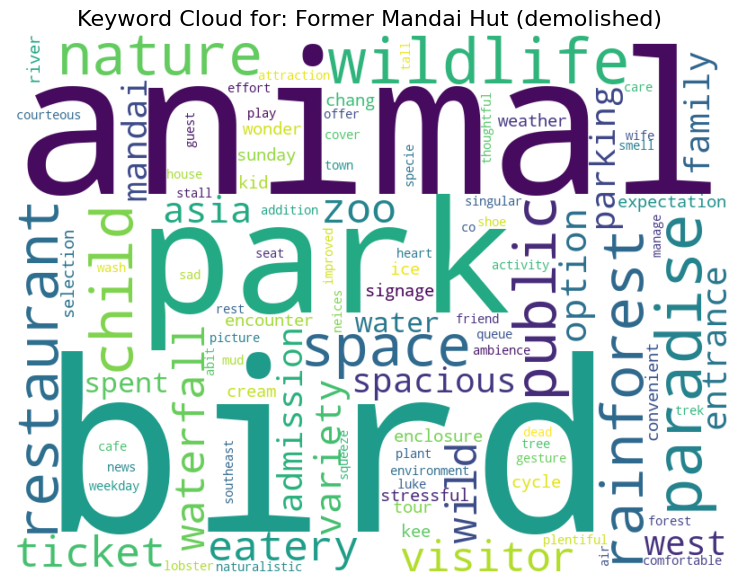 Keyword Cloud for: Former Mandai Hut (demolished)
river
nature
attraction
wildlife
tall
animal
courteous
mandai
effort
play
wonder
sunday
kid
guest
house
stall
chang
offer
cover
town
specie
thoughtful
weather
parking
care
wife
smell
family
restaurant
selection
child
wash
asia
addition
zoo
park
sad
seat
improved
heart
ice
signage
singular
co
shoe
activity
public
option
expectation
manage
paradise
entrance
rainforest
convenient
trek
spent
waterfall
rest
encounter
picture
abit
mud
cream
neices
water
space
friend
queue
ambience
spacious
admission
variety
squeeze
bird
cafe
news
weekday
southeast
enclosure
plant
environment
luke
stressful
tour
kee
wild
dead
tree
gesture
cycle
plentiful
air
forest
west
comfortable
ticket
lobster
eatery
naturalistic
visitor